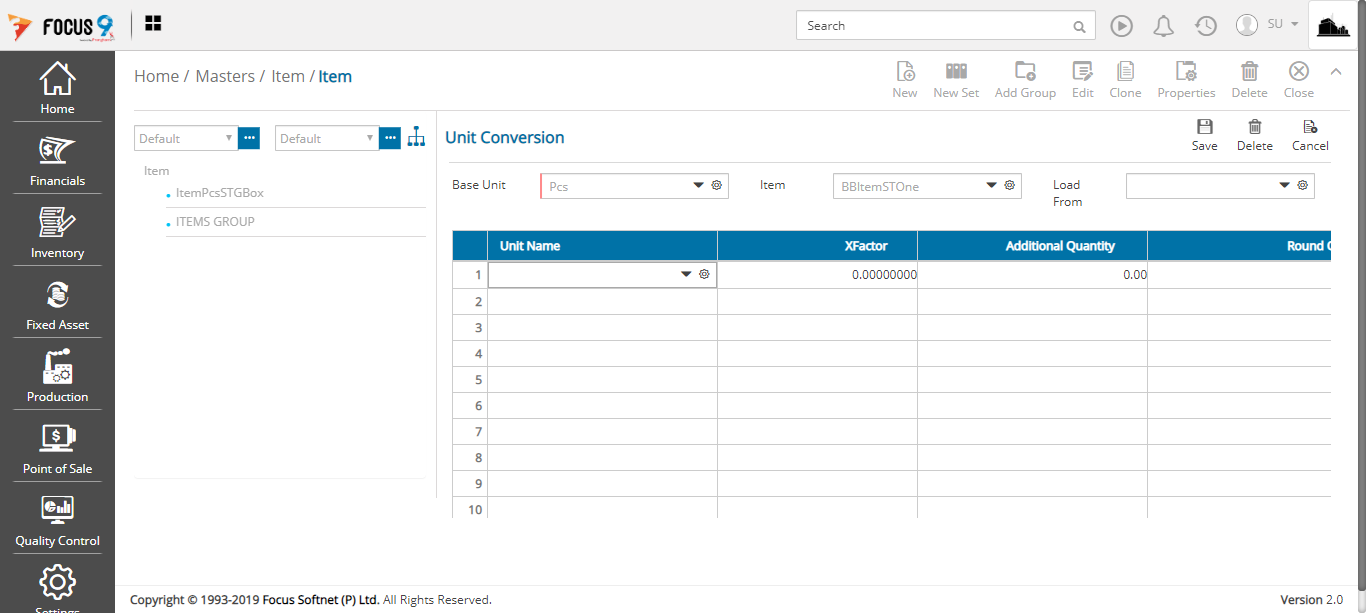 FOCUS 9
Search
SU
Home / Masters / Item / Item
New
New Set
Add Group
Edit
Clone
Properties
Delete
Close
Home
Financials
Inventory
Fixed Asset
Production
Point of Sale
Quality Control
Settings
Default
Default
Item
ItemPcsSTGBox
ITEMS GROUP
Unit Conversion
Save
Delete
Cancel
Base Unit
Pcs
Item
BBItemSTOne
Load
From
Unit Name XFactor Additional Quantity Round
1 0.00000000 0.00
2
3
4
5
6
7
8
9
10
Copyright © 1993-2019 Focus Softnet (P) Ltd. All Rights Reserved.
Version 2.0